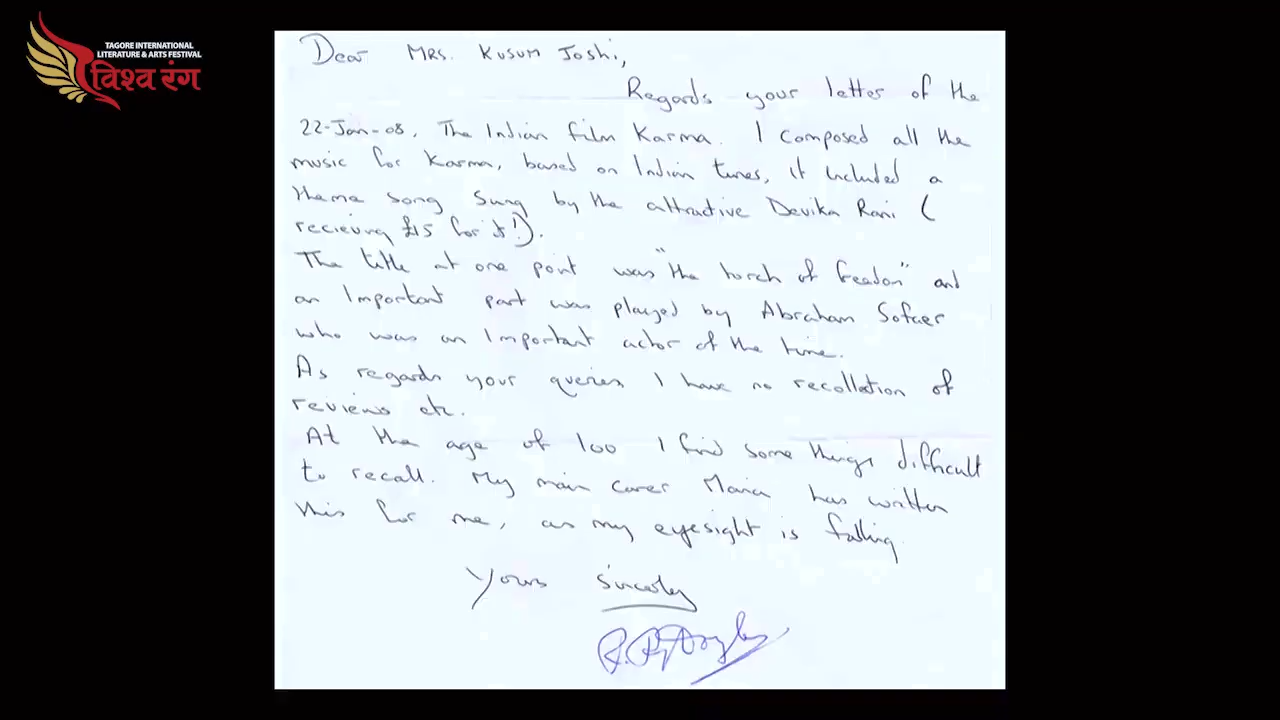 TAGORE INTERNATIONAL
LITERATURE & ARTS FESTIVAL
विश्व रंग
Dear MRS. Kusum Joshi,
Regards your letter of the
22-Jan-08. The Indian film Karma. I composed all the
music for Karma, based on Indian tunes, it included a
theme song sung by the attractive Devika Rani (
recieving £15 for it!).
The title at one point was "the torch of freedom" and
an important part was played by Abraham Sofaer
who was an important actor of the time.
As regards your queries I have no recollection of
reviews etc.
At the age of 100 I find some things difficult
to recall. My main carer Maria has written
this for me, as my eyesight is falling.
Yours sincerley